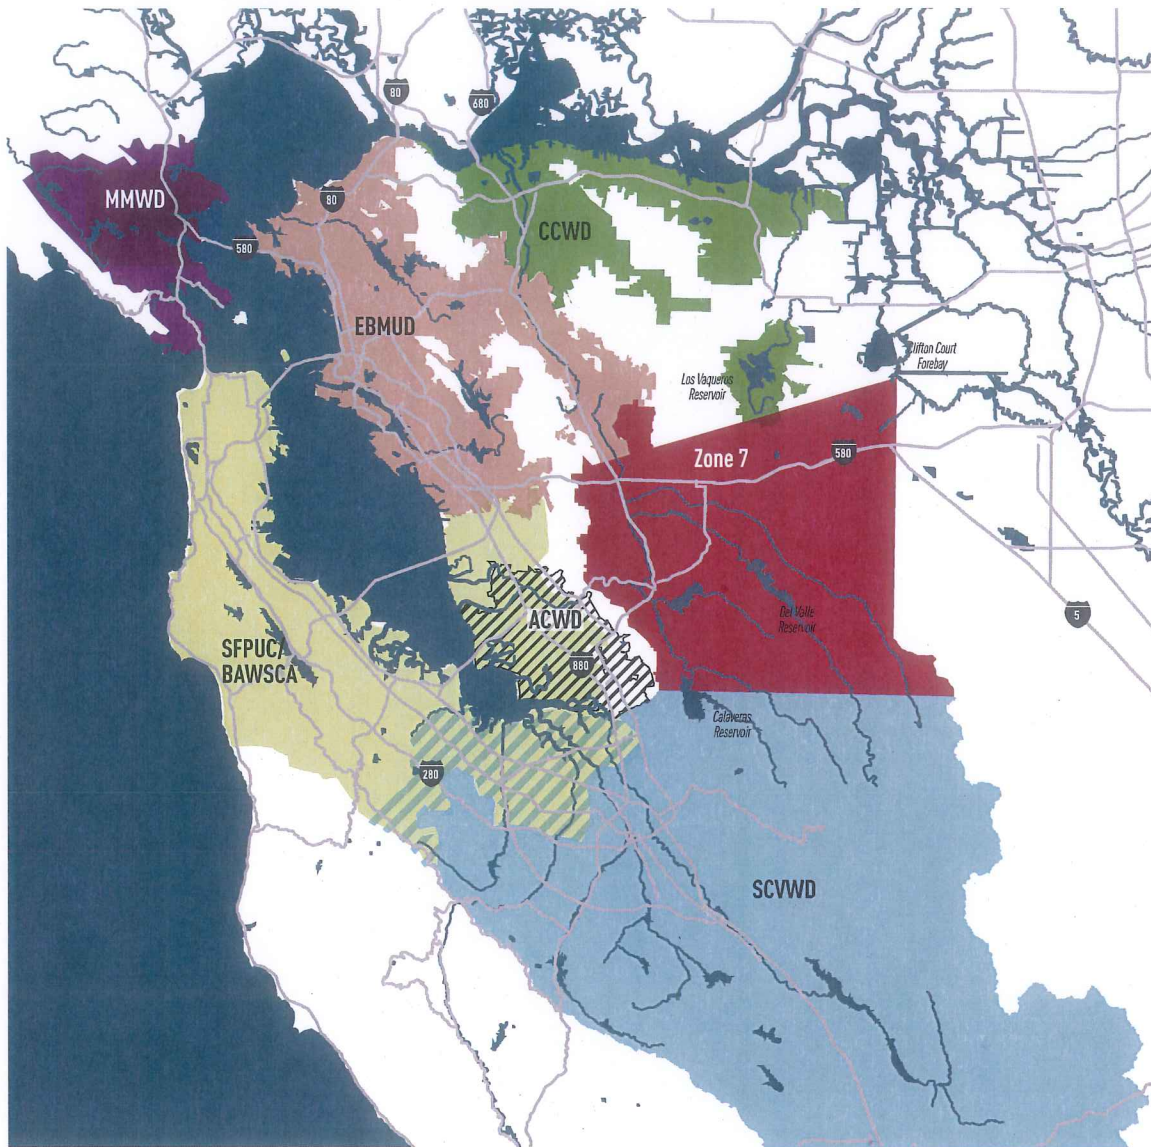 80
680
MMWD
80
580
CCWD
EBMUD
Clifton Court
Forebay
Los Vaqueros
Reservoir
Zone 7
580
Del Valle
Reservoir
5
ACWD
880
SFPUC/
BAWSCA
Calaveras
Reservoir
280
SCVWD